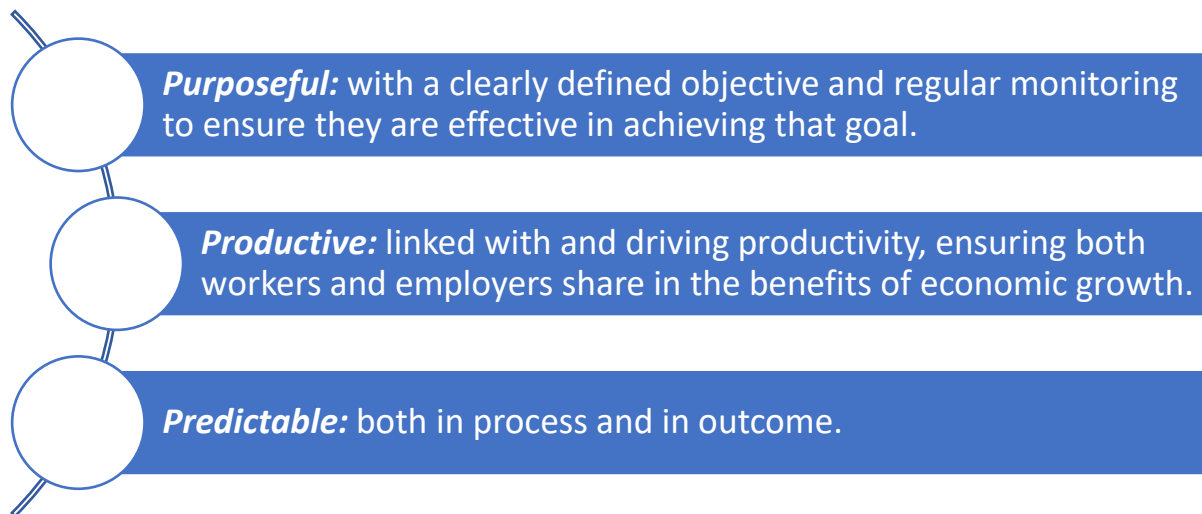 Purposeful: with a clearly defined objective and regular monitoring
to ensure they are effective in achieving that goal.
Productive: linked with and driving productivity, ensuring both
workers and employers share in the benefits of economic growth.
Predictable: both in process and in outcome.